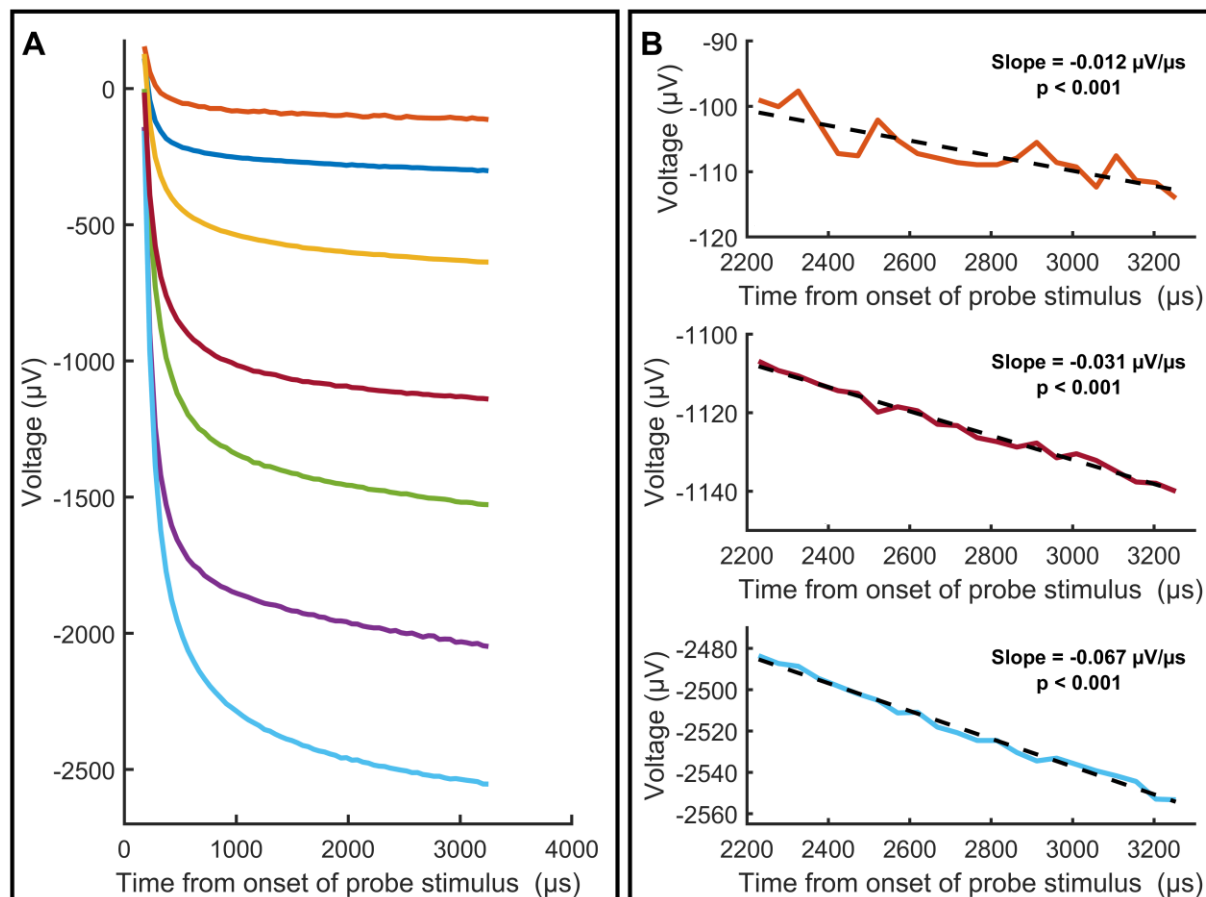 A
0
-500
-1000
-1500
-2000
-2500
Voltage (µV)
0 1000 2000 3000 4000
Time from onset of probe stimulus (µs)
B
-90
-100
-110
-120
Voltage (µV)
Slope = -0.012 µV/µs
p < 0.001
2200 2400 2600 2800 3000 3200
Time from onset of probe stimulus (µs)
-1100
-1120
-1140
Voltage (µV)
Slope = -0.031 µV/µs
p < 0.001
2200 2400 2600 2800 3000 3200
Time from onset of probe stimulus (µs)
-2480
-2500
-2520
-2540
-2560
Voltage (µV)
Slope = -0.067 µV/µs
p < 0.001
2200 2400 2600 2800 3000 3200
Time from onset of probe stimulus (µs)